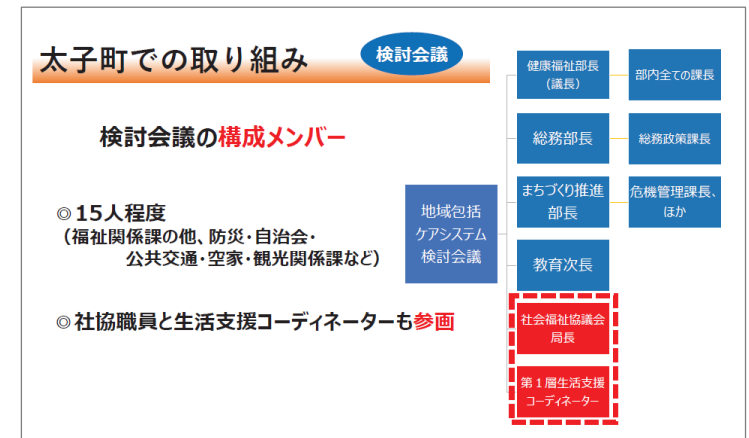 太子町での取り組み
検討会議
検討会議の構成メンバー
◎15人程度
（福祉関係課の他、防災・自治会・
公共交通・空家・観光関係課など）
◎社協職員と生活支援コーディネーターも参画
地域包括
ケアシステム
検討会議
健康福祉部長
（議長）
部内全ての課長
総務部長
総務政策課長
まちづくり推進
部長
危機管理課長、
ほか
教育次長
社会福祉協議会
局長
第１層生活支援
コーディネーター